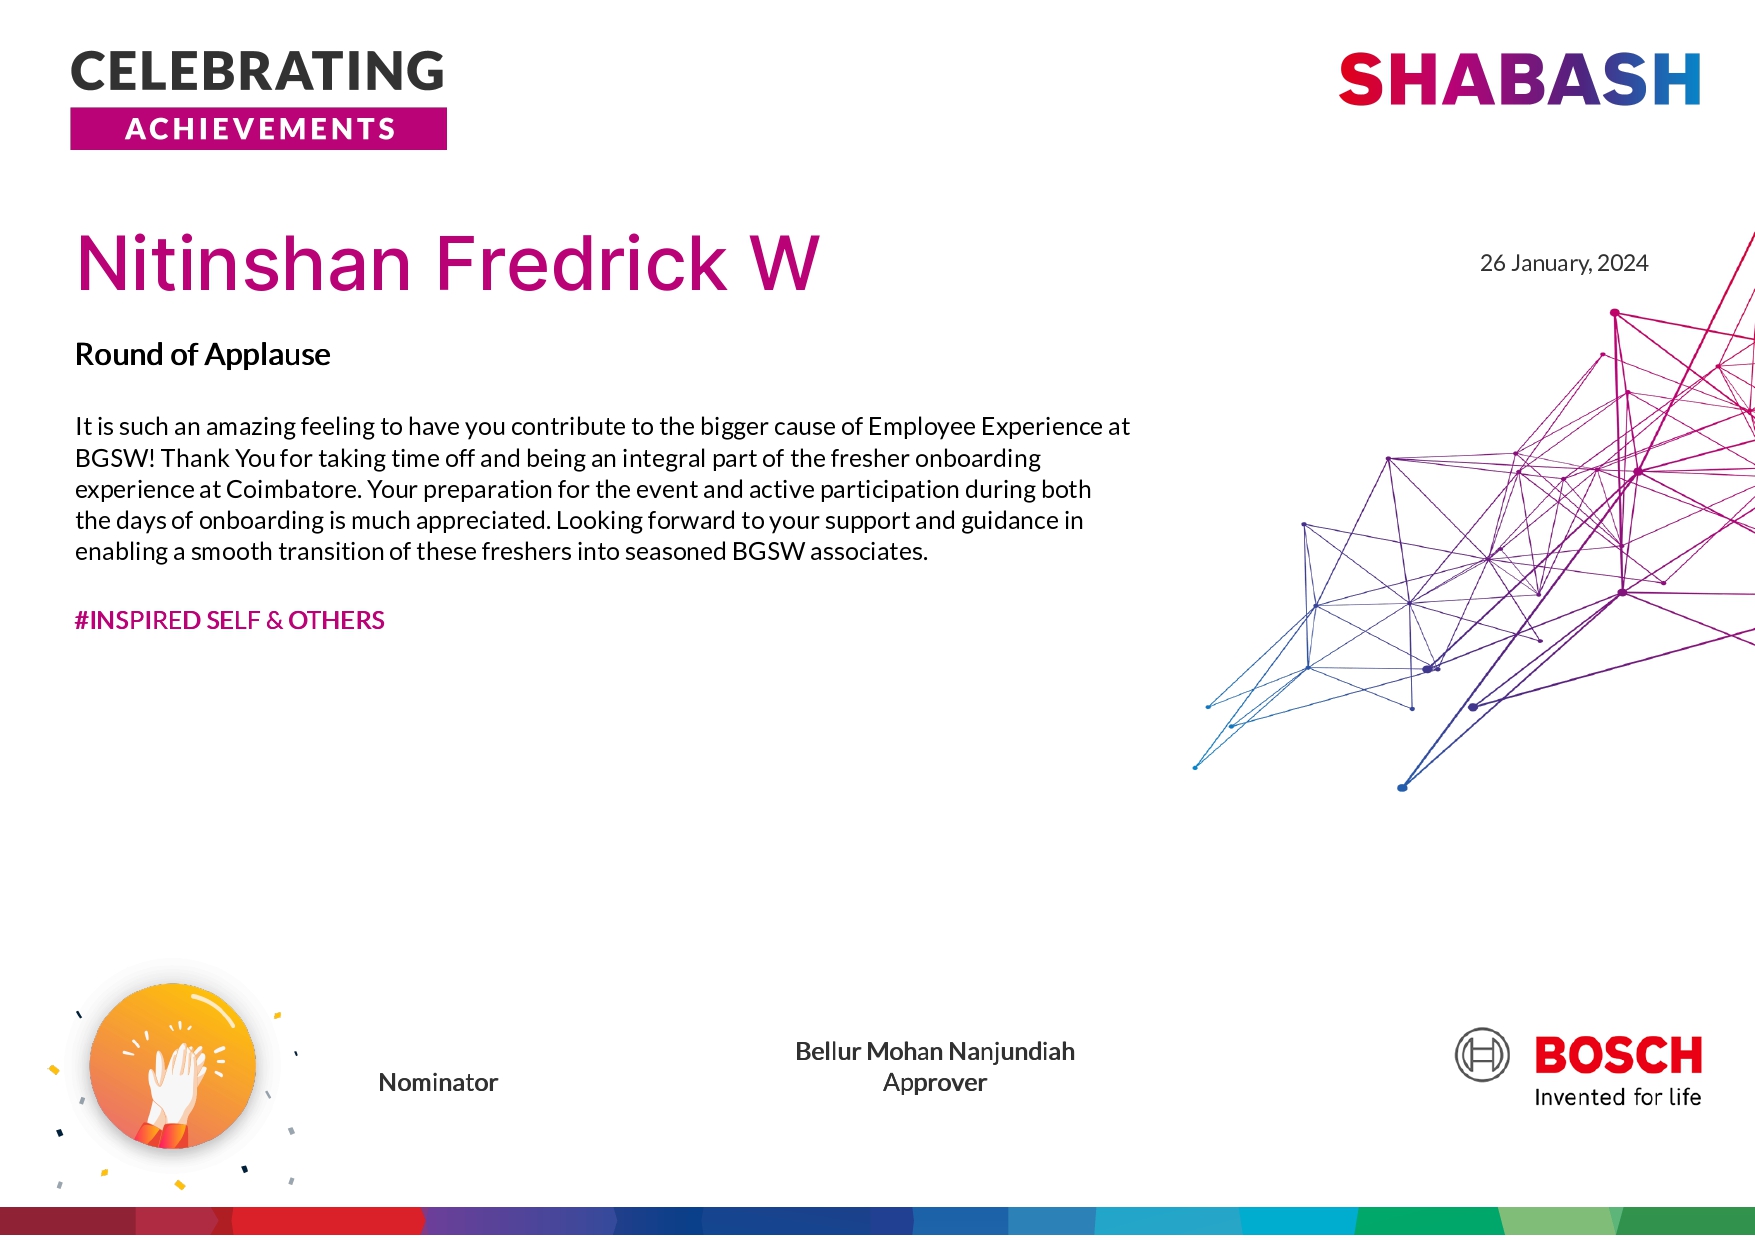 CELEBRATING
ACHIEVEMENTS
SHABASH
Nitinshan Fredrick W
26 January, 2024
Round of Applause
It is such an amazing feeling to have you contribute to the bigger cause of Employee Experience at
BGSW! Thank You for taking time off and being an integral part of the fresher onboarding
experience at Coimbatore. Your preparation for the event and active participation during both
the days of onboarding is much appreciated. Looking forward to your support and guidance in
enabling a smooth transition of these freshers into seasoned BGSW associates.
#INSPIRED SELF & OTHERS
Nominator
Bellur Mohan Nanjundiah
Approver
BOSCH
Invented for life